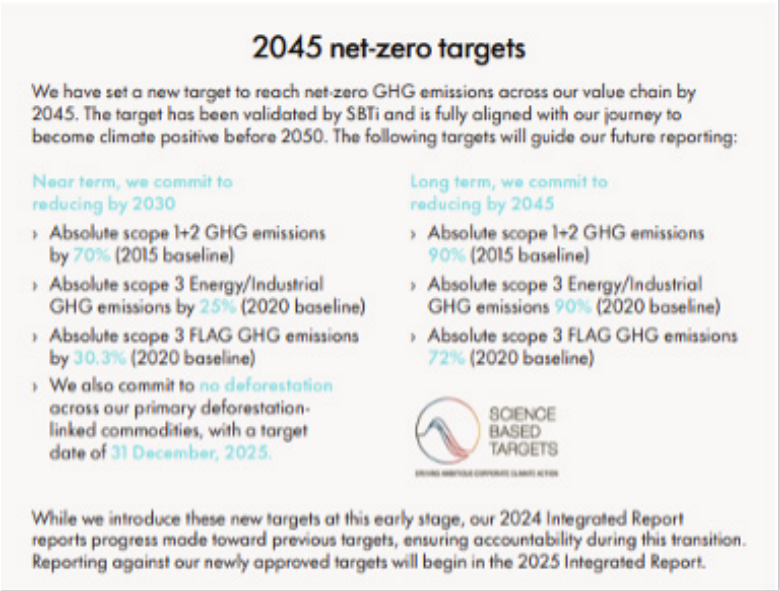 2045 net-zero targets
We have set a new target to reach net-zero GHG emissions across our value chain by
2045. The target has been validated by SBTi and is fully aligned with our journey to
become climate positive before 2050. The following targets will guide our future reporting:
Near term, we commit to
reducing by 2030
› Absolute scope 1+2 GHG emissions
by 70% (2015 baseline)
› Absolute scope 3 Energy/Industrial
GHG emissions by 25% (2020 baseline)
› Absolute scope 3 FLAG GHG emissions
by 30.3% (2020 baseline)
› We also commit to no deforestation
across our primary deforestation-
linked commodities, with a target
date of 31 December, 2025.
Long term, we commit to
reducing by 2045
› Absolute scope 1+2 GHG emissions
90% (2015 baseline)
› Absolute scope 3 Energy/Industrial
GHG emissions 90% (2020 baseline)
› Absolute scope 3 FLAG GHG emissions
72% (2020 baseline)
SCIENCE
BASED
TARGETS
DRIVING AMBITIOUS CORPORATE CLIMATE ACTION
While we introduce these new targets at this early stage, our 2024 Integrated Report
reports progress made toward previous targets, ensuring accountability during this transition.
Reporting against our newly approved targets will begin in the 2025 Integrated Report.